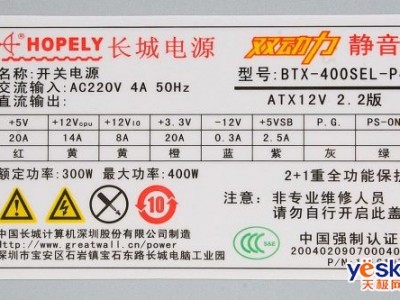 HOPELY 长城电源 双动力 静音
名称:开关电源 型号:BTX-400SEL-P4
交流输入:AC220V 4A 50Hz
直流输出: ATX12V 2.2版
+5V +12Vcpu +12Vio +3.3V -12V +5VSB P.G. PS-ON
20A 14A 8A 20A 0.3A 2.5A
红 黄 黄 橙 蓝 紫 灰 绿
额定功率:300W 最大功率:400W 2+1重全功能保护
注意:非专业维修人员
请勿自行开启此盖
中国长城计算机深圳股份有限公司制造
Http://www.greatwall.cn/power
深圳市宝安区石岩镇宝石东路长城电脑工业园
10
CCC S&E
中国强制认证
200402090700040
yesk
天极网